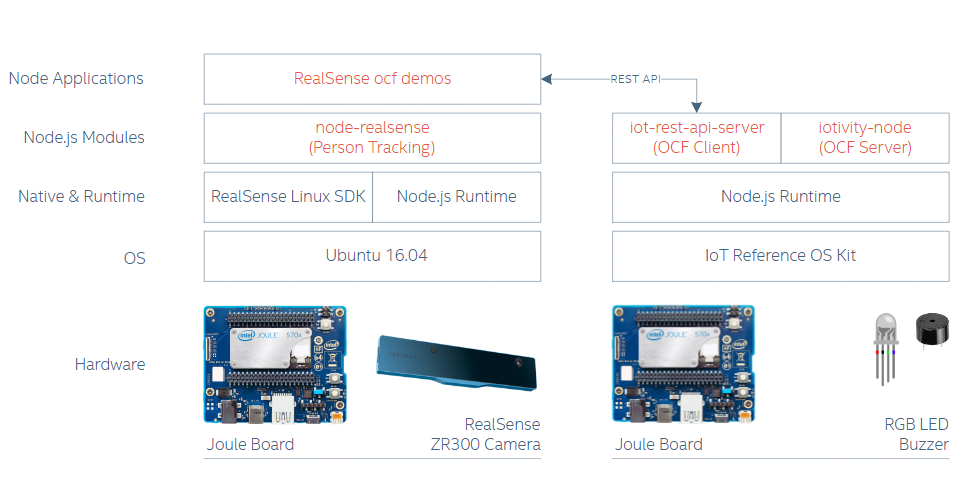 Node Applications
RealSense ocf demos
REST API
Node.js Modules
node-realsense
(Person Tracking)
iot-rest-api-server
(OCF Client)
iotivity-node
(OCF Server)
Native & Runtime
RealSense Linux SDK
Node.js Runtime
Node.js Runtime
OS
Ubuntu 16.04
IoT Reference OS Kit
Hardware
intel JOULE 570x
intel
intel JOULE 570x
intel
Joule Board
RealSense
ZR300 Camera
Joule Board
RGB LED
Buzzer